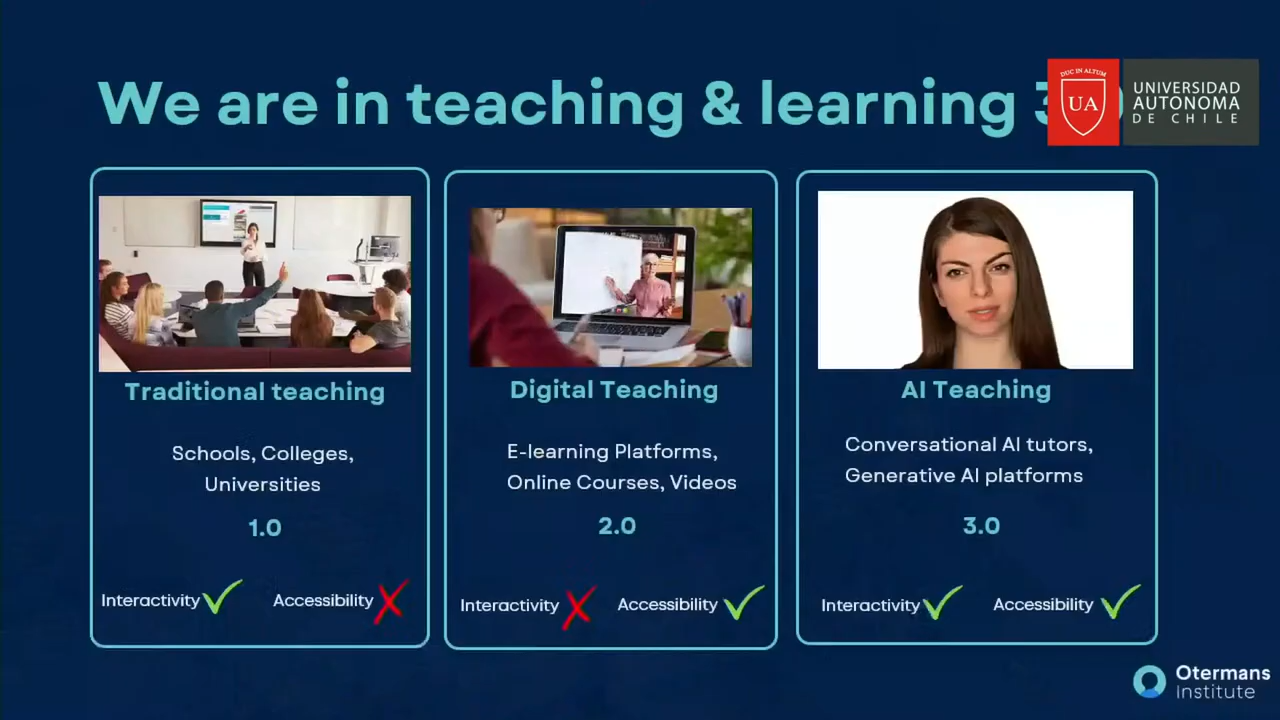 We are in teaching & learning
DUC IN ALTUM
UA
UNIVERSIDAD
AUTONOMA
DE CHILE
Traditional teaching
Schools, Colleges,
Universities
1.0
Interactivity
Accessibility
Digital Teaching
E-learning Platforms,
Online Courses, Videos
2.0
Interactivity
Accessibility
AI Teaching
Conversational AI tutors,
Generative AI platforms
3.0
Interactivity
Accessibility
Otermans
Institute